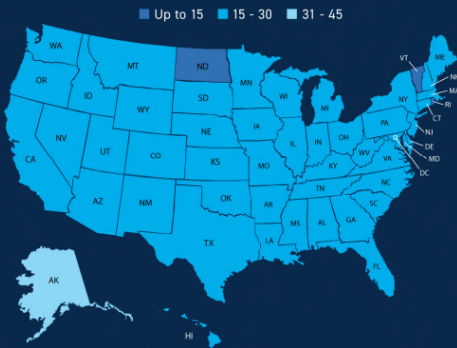 Up to 15 15 - 30 31 - 45
WA
MT
ND
MN
VT
ME
OR
ID
SD
WI
MI
NY
MA
RI
WY
CT
NV
NE
IA
PA
NJ
IL
IN
OH
DE
UT
CO
KS
MO
WV
VA
MD
CA
KY
DC
OK
TN
NC
AZ
NM
AR
SC
MS
AL
GA
TX
LA
FL
AK
HI